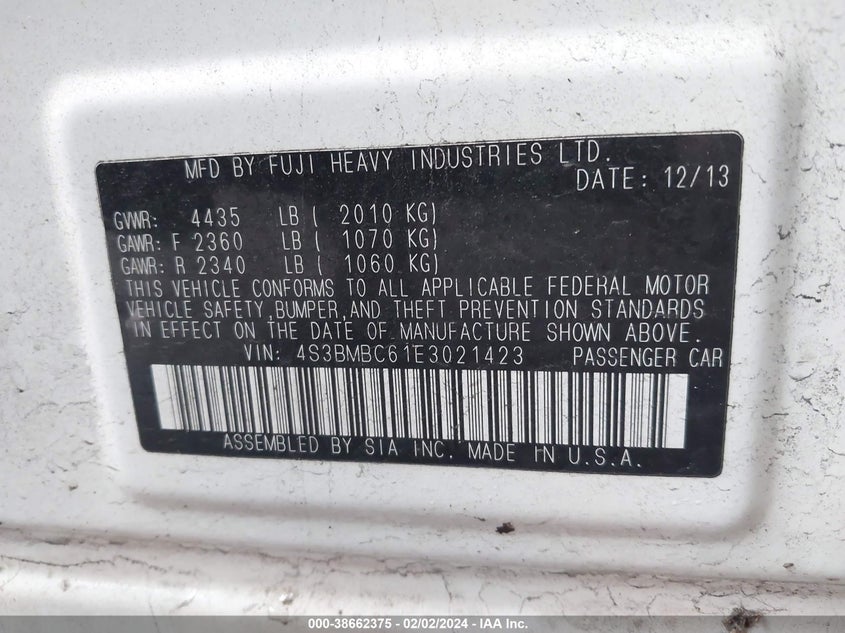 MFD BY FUJI HEAVY INDUSTRIES LTD.
DATE: 12/13
GVWR: 4435 LB ( 2010 KG)
GAWR: F 2360 LB ( 1070 KG)
GAWR: R 2340 LB ( 1060 KG)
THIS VEHICLE CONFORMS TO ALL APPLICABLE FEDERAL MOTOR
VEHICLE SAFETY,BUMPER,AND THEFT PREVENTION STANDARDS
IN EFFECT ON THE DATE OF MANUFACTURE SHOWN ABOVE.
VIN: 4S3BMBC61E3021423 PASSENGER CAR
ASSEMBLED BY SIA INC. MADE IN U.S.A.
000-38662375 - 02/02/2024 - IAA Inc.